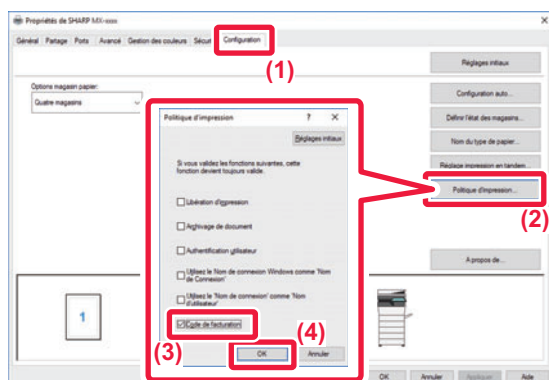 Propriétés de SHARP MX-xxxx
Général Partage Ports Avancé Gestion des couleurs Sécurité Configuration
(1)
Réglages initiaux
Options magasin papier:
Quatre magasins
Configuration auto...
Définir l'état des magasins...
Nom du type de papier...
Réglage impression en tandem...
Politique d'impression...
(2)
A propos de...
Politique d'impression ? X
Réglages initiaux
Si vous validez les fonctions suivantes, cette
fonction devient toujours valide.
Libération d'impression
Archivage de document
Authentification utilisateur
Utilisez le Nom de connexion Windows comme 'Nom
de Connexion'
Utilisez le 'Nom de connexion' comme 'Nom
d'utilisateur'
Code de facturation
(3)
(4)
OK Annuler
1
OK Annuler Appliquer Aide